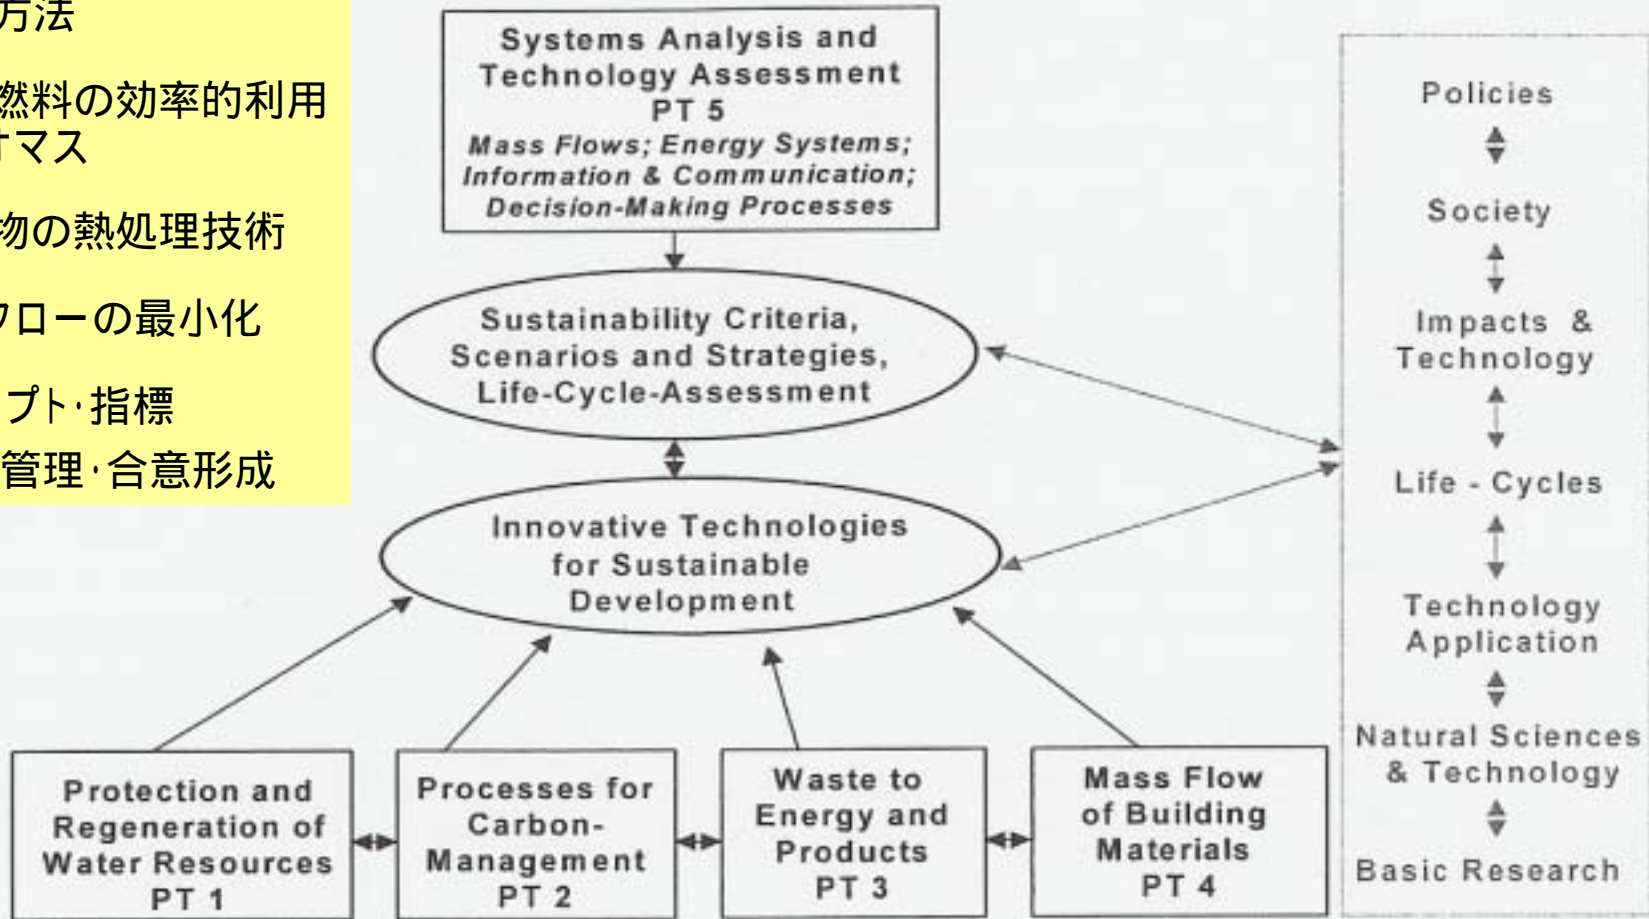 方法
燃料の効率的利用
オマス
物の熱処理技術
フローの最小化
プト・指標
管理・合意形成
Systems Analysis and
Technology Assessment
PT 5
Mass Flows; Energy Systems;
Information & Communication;
Decision-Making Processes
Sustainability Criteria,
Scenarios and Strategies,
Life-Cycle-Assessment
Innovative Technologies
for Sustainable
Development
Protection and
Regeneration of
Water Resources
PT 1
Processes for
Carbon-
Management
PT 2
Waste to
Energy and
Products
PT 3
Mass Flow
of Building
Materials
PT 4
Policies
Society
Impacts &
Technology
Life - Cycles
Technology
Application
Natural Sciences
& Technology
Basic Research